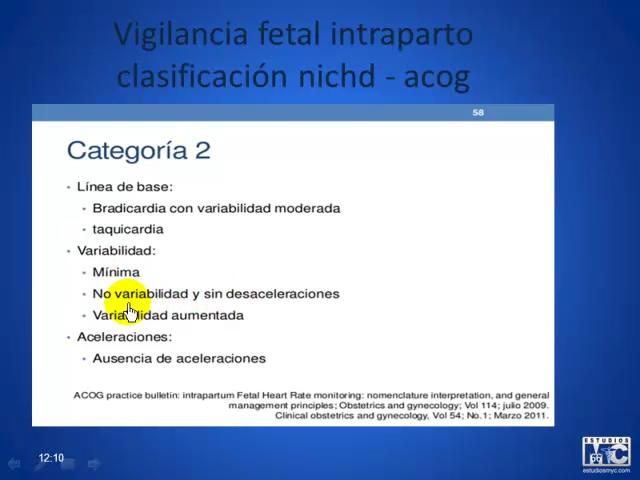 Vigilancia fetal intraparto
clasificación nichd - acog
58
Categoría 2
Línea de base:
Bradicardia con variabilidad moderada
taquicardia
Variabilidad:
Mínima
No variabilidad y sin desaceleraciones
Variabilidad aumentada
Aceleraciones:
Ausencia de aceleraciones
ACOG practice bulletin: intrapartum Fetal Heart Rate monitoring: nomenclature interpretation, and general
management principles; Obstetrics and gynecology; Vol 114; julio 2009.
Clinical obstetrics and gynecology, Vol 54; No.1; Marzo 2011.
12:10
ESTUDIOS
MC
66
estudiosmyc.com